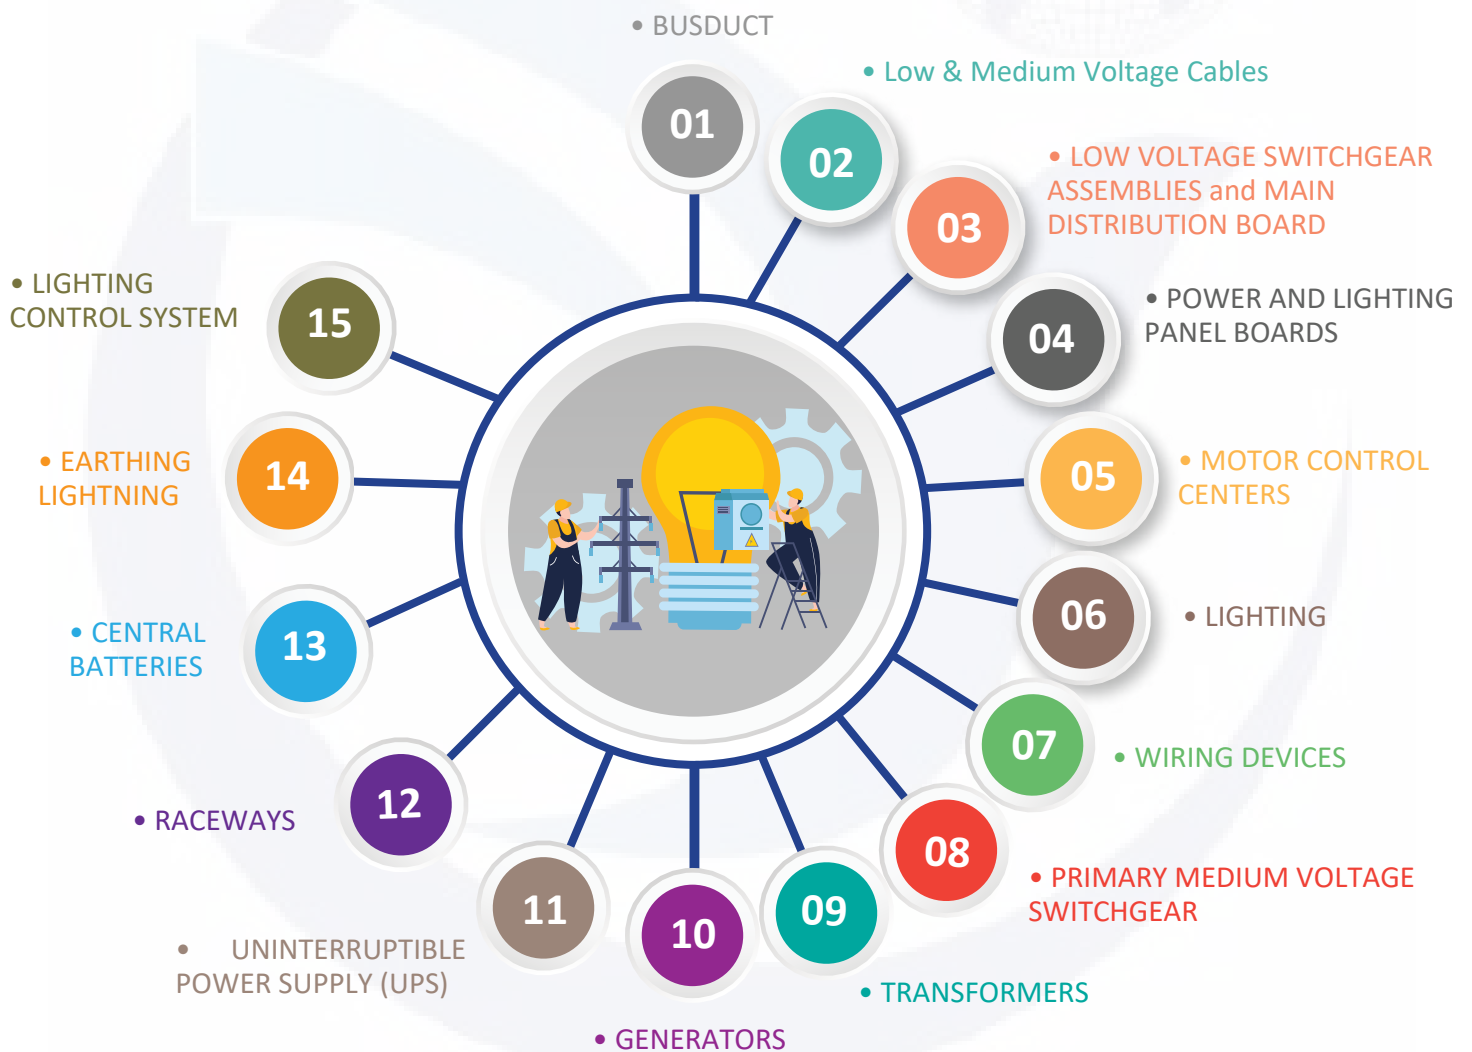 01
• BUSDUCT
02
• Low & Medium Voltage Cables
03
• LOW VOLTAGE SWITCHGEAR
ASSEMBLIES and MAIN
DISTRIBUTION BOARD
04
• POWER AND LIGHTING
PANEL BOARDS
05
• MOTOR CONTROL
CENTERS
06
• LIGHTING
07
• WIRING DEVICES
08
• PRIMARY MEDIUM VOLTAGE
SWITCHGEAR
09
• TRANSFORMERS
10
• GENERATORS
11
• UNINTERRUPTIBLE
POWER SUPPLY (UPS)
12
• RACEWAYS
13
• CENTRAL
BATTERIES
14
• EARTHING
LIGHTNING
15
• LIGHTING
CONTROL SYSTEM